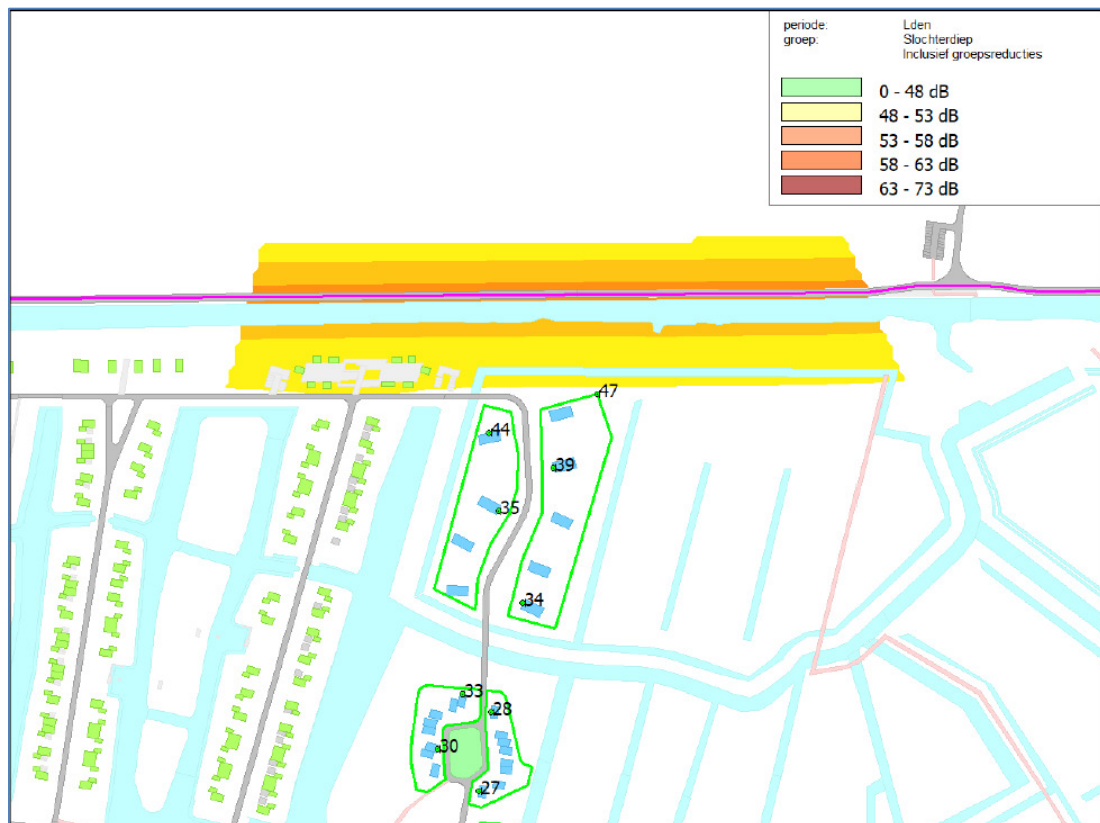 periode: Lden
groep: Slochterdiep
Inclusief groepsreducties
0 - 48 dB
48 - 53 dB
53 - 58 dB
58 - 63 dB
63 - 73 dB
47
44
39
35
34
33
28
30
27